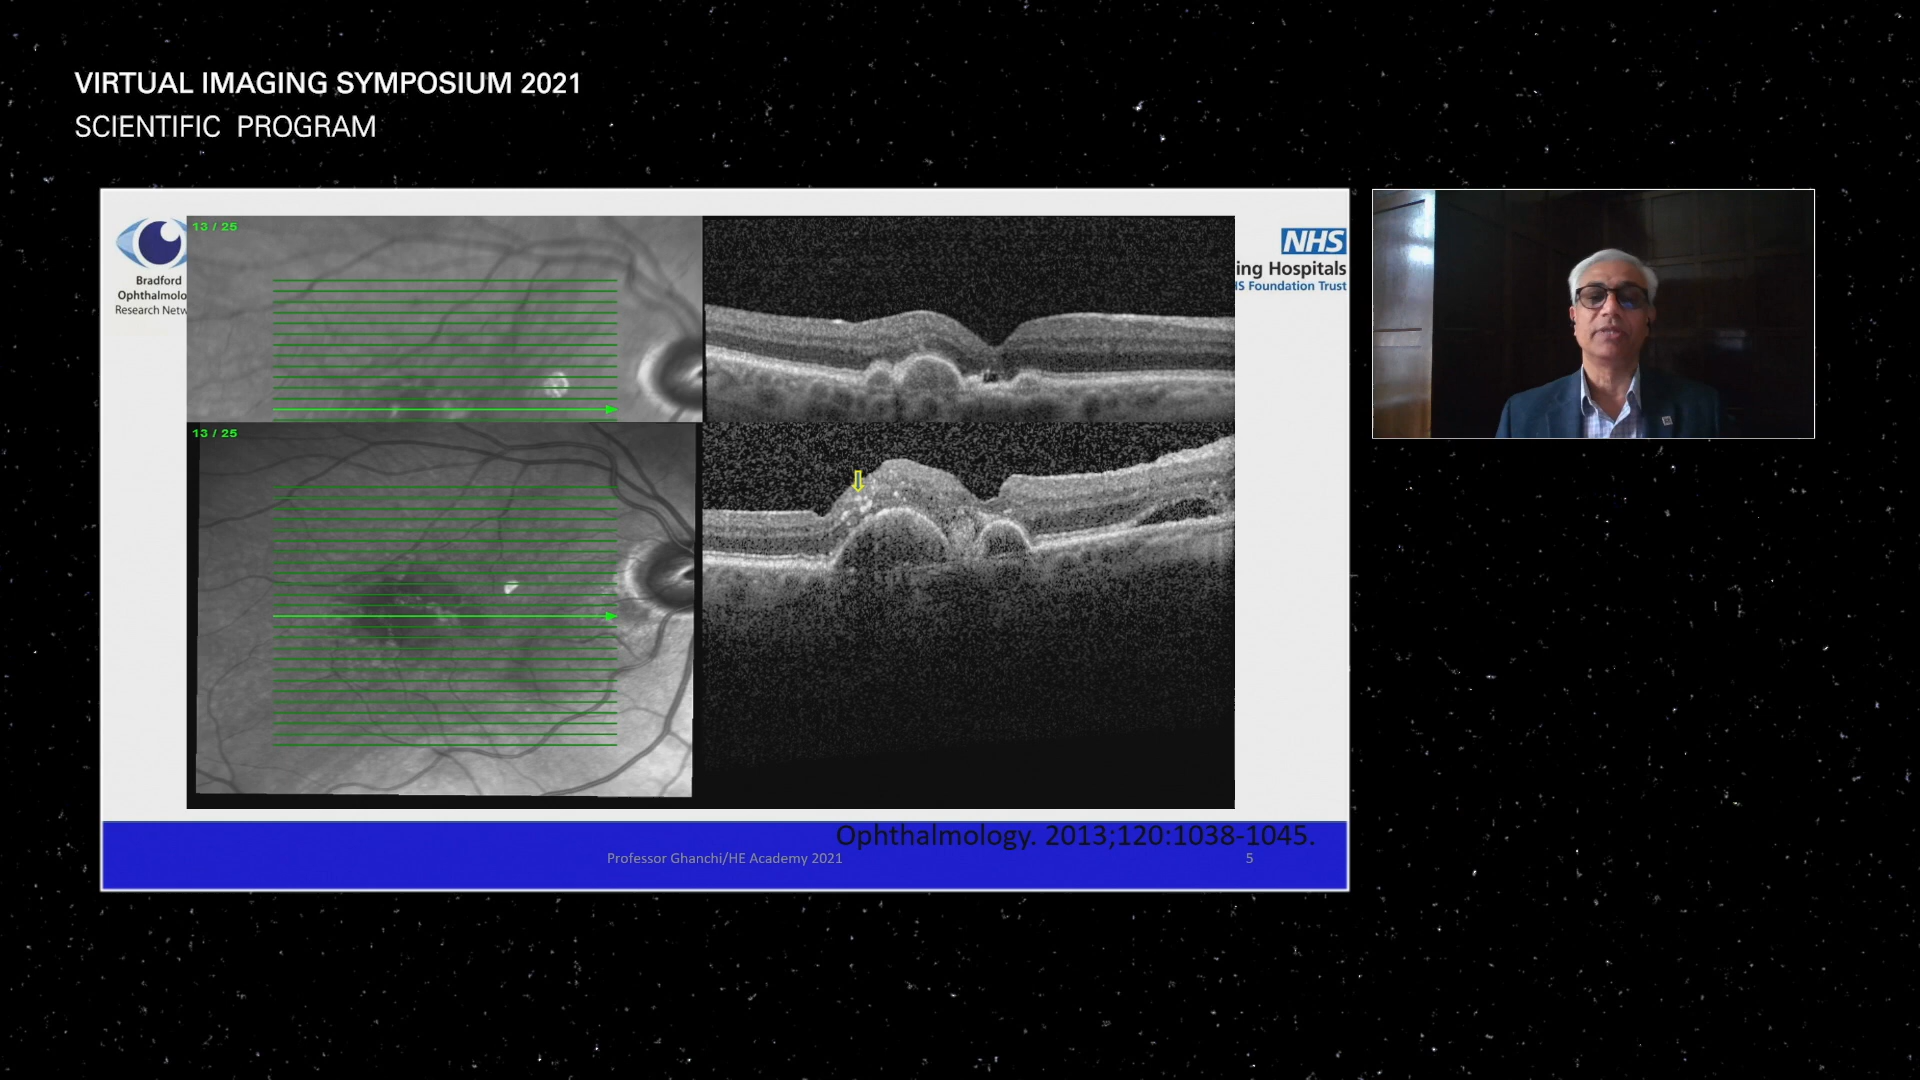 VIRTUAL IMAGING SYMPOSIUM 2021
SCIENTIFIC PROGRAM
13 / 25
Bradford
Ophthalmolo
Research Netw
NHS
ing Hospitals
IS Foundation Trust
13 / 25
Ophthalmology. 2013;120:1038-1045.
Professor Ghanchi/HE Academy 2021
5